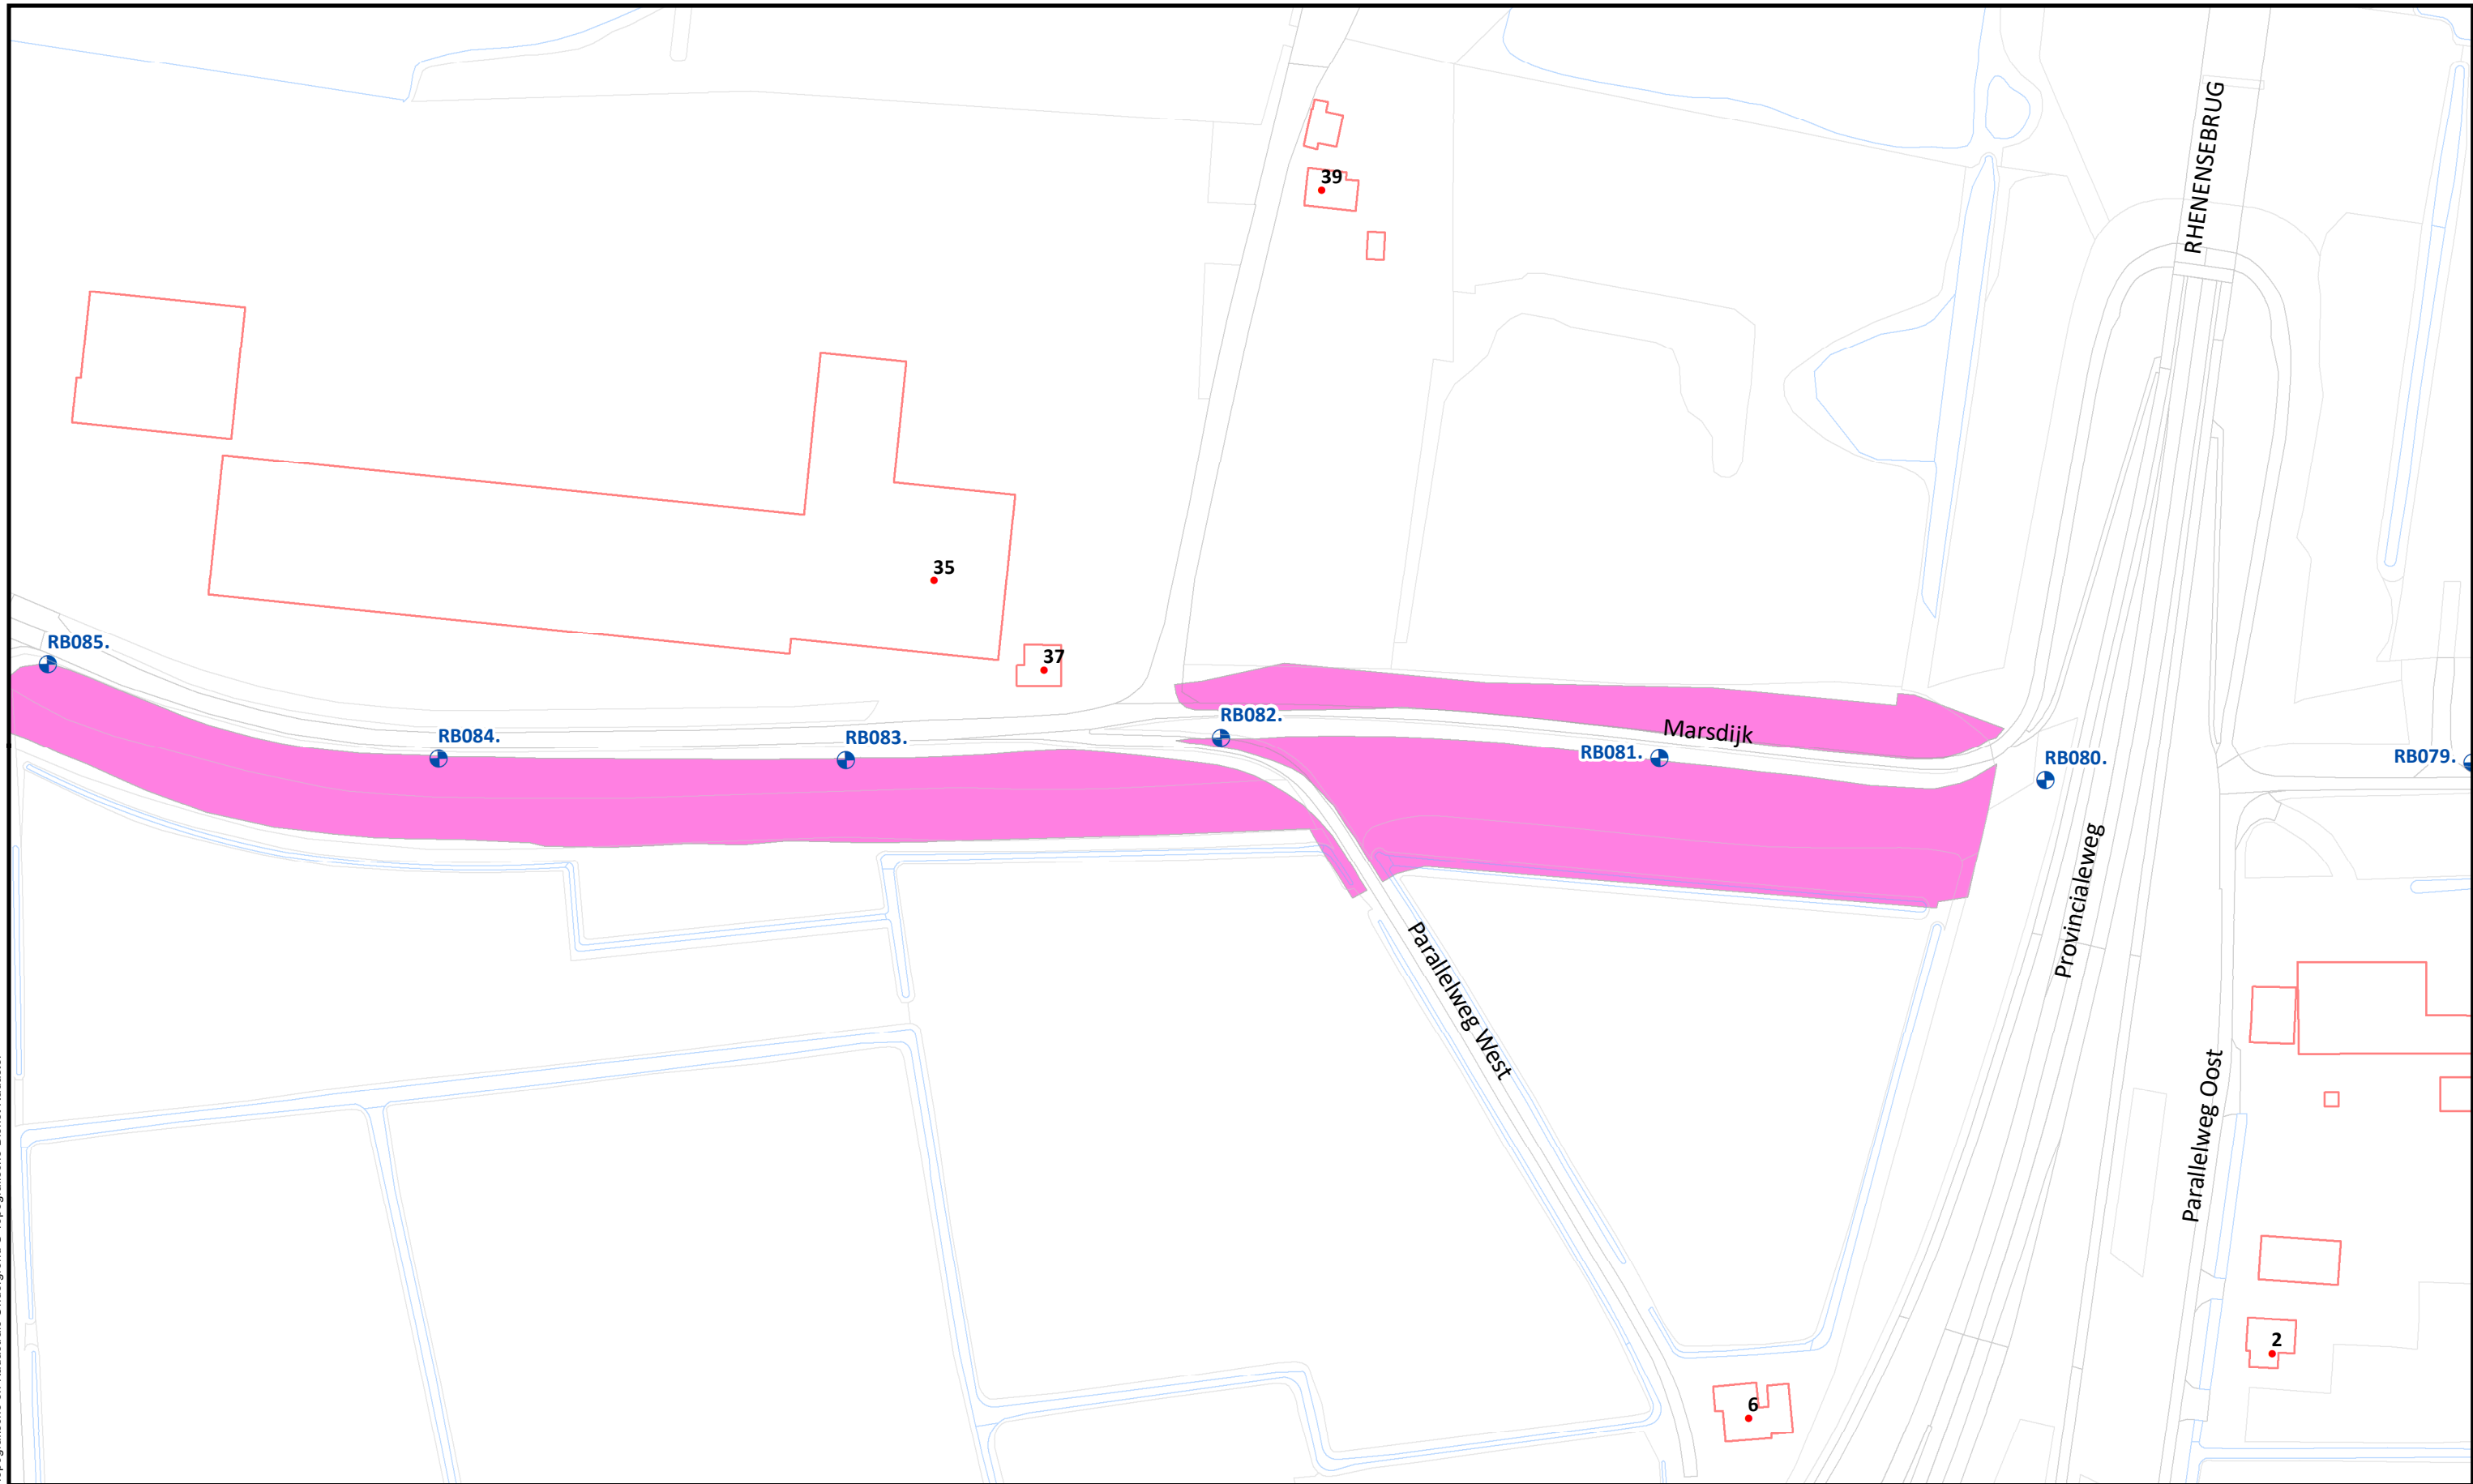 RHENENSEBRUG
39
35
RB085.
37
RB082.
Marsdijk
RB084.
RB083.
RB081.
RB080.
RB079.
Provincialeweg
Parallelweg West
Parallelweg Oost
2
6